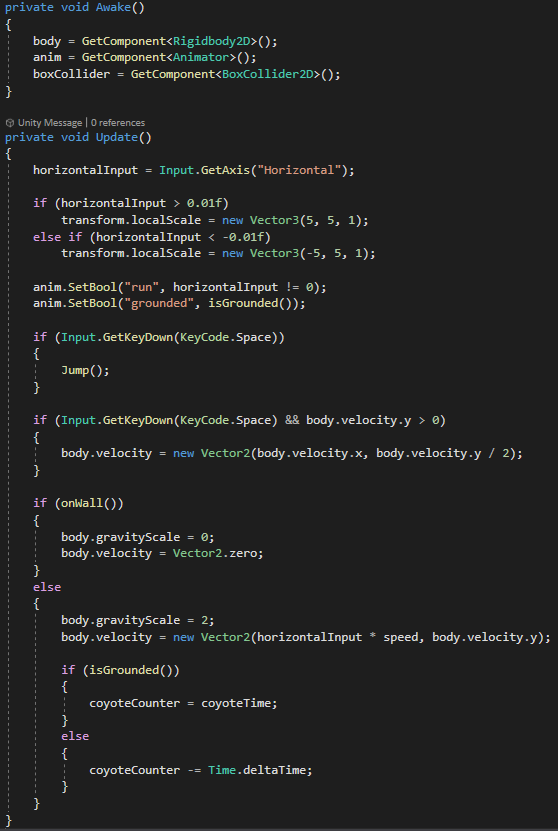 private void Awake()
{
body = GetComponent<Rigidbody2D>();
anim = GetComponent<Animator>();
boxCollider = GetComponent<BoxCollider2D>();
}
Unity Message | 0 references
private void Update()
{
horizontalInput = Input.GetAxis("Horizontal");
if (horizontalInput > 0.01f)
transform.localScale = new Vector3(5, 5, 1);
else if (horizontalInput < -0.01f)
transform.localScale = new Vector3(-5, 5, 1);
anim.SetBool("run", horizontalInput != 0);
anim.SetBool("grounded", isGrounded());
if (Input.GetKeyDown(KeyCode.Space))
{
Jump();
}
if (Input.GetKeyDown(KeyCode.Space) && body.velocity.y > 0)
{
body.velocity = new Vector2(body.velocity.x, body.velocity.y / 2);
}
if (onWall())
{
body.gravityScale = 0;
body.velocity = Vector2.zero;
}
else
{
body.gravityScale = 2;
body.velocity = new Vector2(horizontalInput * speed, body.velocity.y);
if (isGrounded())
{
coyoteCounter = coyoteTime;
}
else
{
coyoteCounter -= Time.deltaTime;
}
}
}